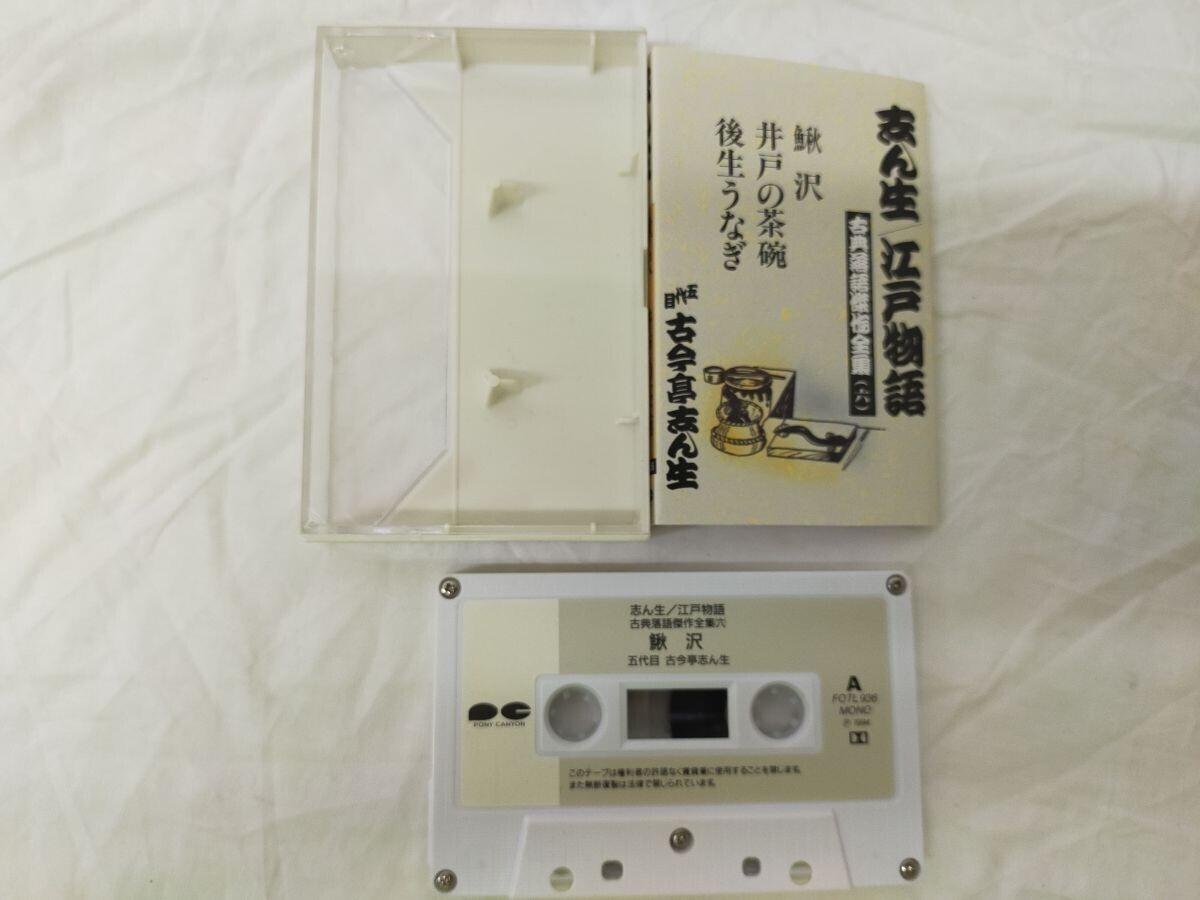 志ん生/江戸物語
古典落語傑作全集(六)
鰍沢
井戸の茶碗
後生うなぎ
五代目 古今亭志ん生
志ん生/江戸物語
古典落語傑作全集六
鰍沢
五代目 古今亭志ん生
PONY CANYON
A
MONO
このテープは権利者の許諾なく賃貸業に使用することを禁じます。
また無断複製は法律で禁じられています。